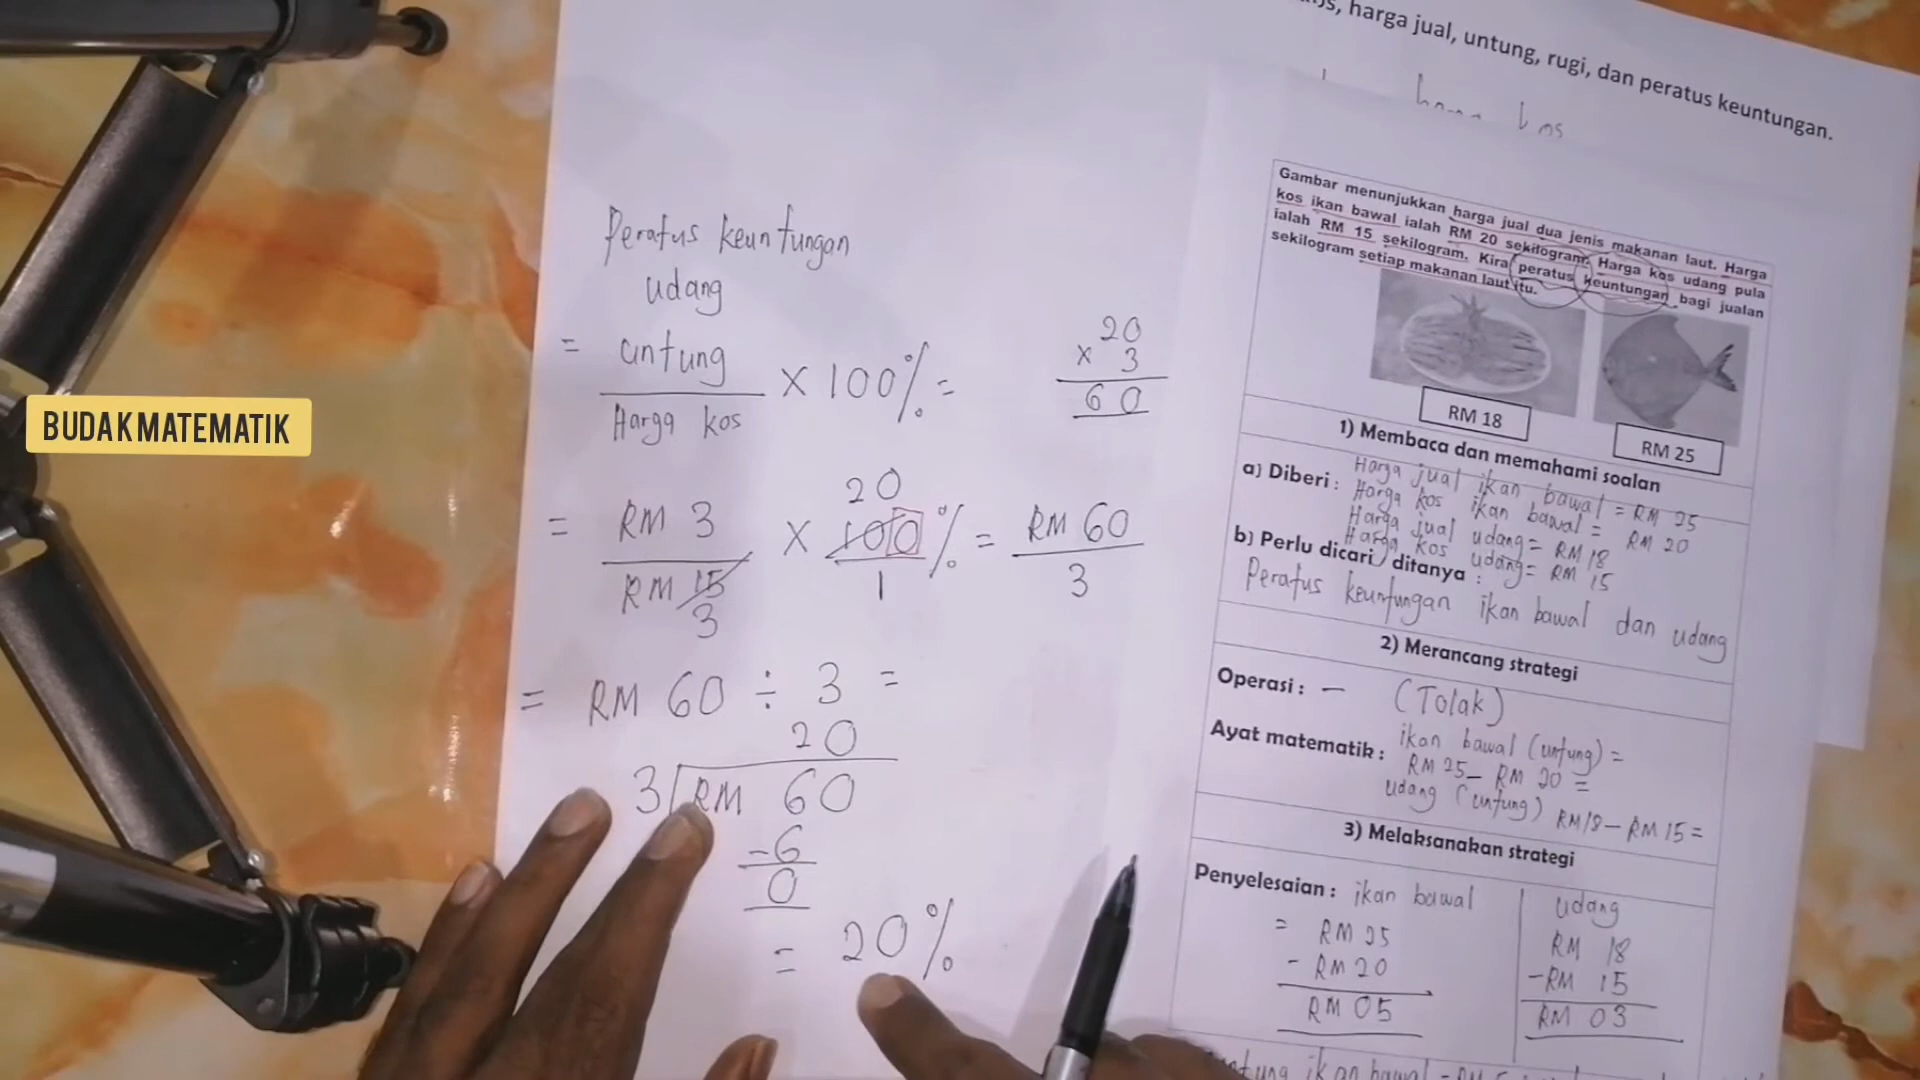 BUDAK MATEMATIK
harga jual, untung, rugi, dan peratus keuntungan.
kos
Peratus keuntungan
udang
= untung × 100% =
Harga kos
20
× 3
60
20
= RM 3 × 100% = RM 60
RM 15 1 3
3
= RM 60 ÷ 3 =
20
3 RM 60
-6
0
= 20%
Gambar menunjukkan harga jual dua jenis makanan laut. Harga
kos ikan bawal ialah RM 20 sekilogram. Harga kos udang pula
ialah RM 15 sekilogram. Kira peratus keuntungan bagi jualan
sekilogram setiap makanan laut itu.
RM 18
RM 25
1) Membaca dan memahami soalan
a) Diberi : Harga jual ikan bawal = RM 25
Harga kos ikan bawal = RM 20
Harga jual udang = RM 18
Harga kos udang = RM 15
b) Perlu dicari / ditanya :
Peratus keuntungan ikan bawal dan udang
2) Merancang strategi
Operasi : – (Tolak)
Ayat matematik : ikan bawal (untung) =
RM 25 – RM 20 =
udang (untung) RM 18 – RM 15 =
3) Melaksanakan strategi
Penyelesaian : ikan bawal
= RM 25
- RM 20
RM 05
udang
RM 18
- RM 15
RM 03
ikan bawal